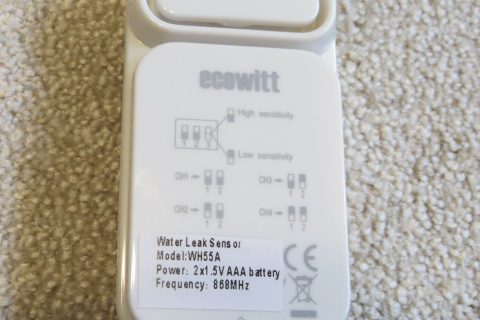 ecowitt
High sensitivity
1 2 3
Low sensitivity
CH1 CH3
1 2 1 2
CH2 CH4
1 2 1 2
Water Leak Sensor
Model:WH55A
Power: 2x1.5V AAA battery
Frequency: 868MHz
CE